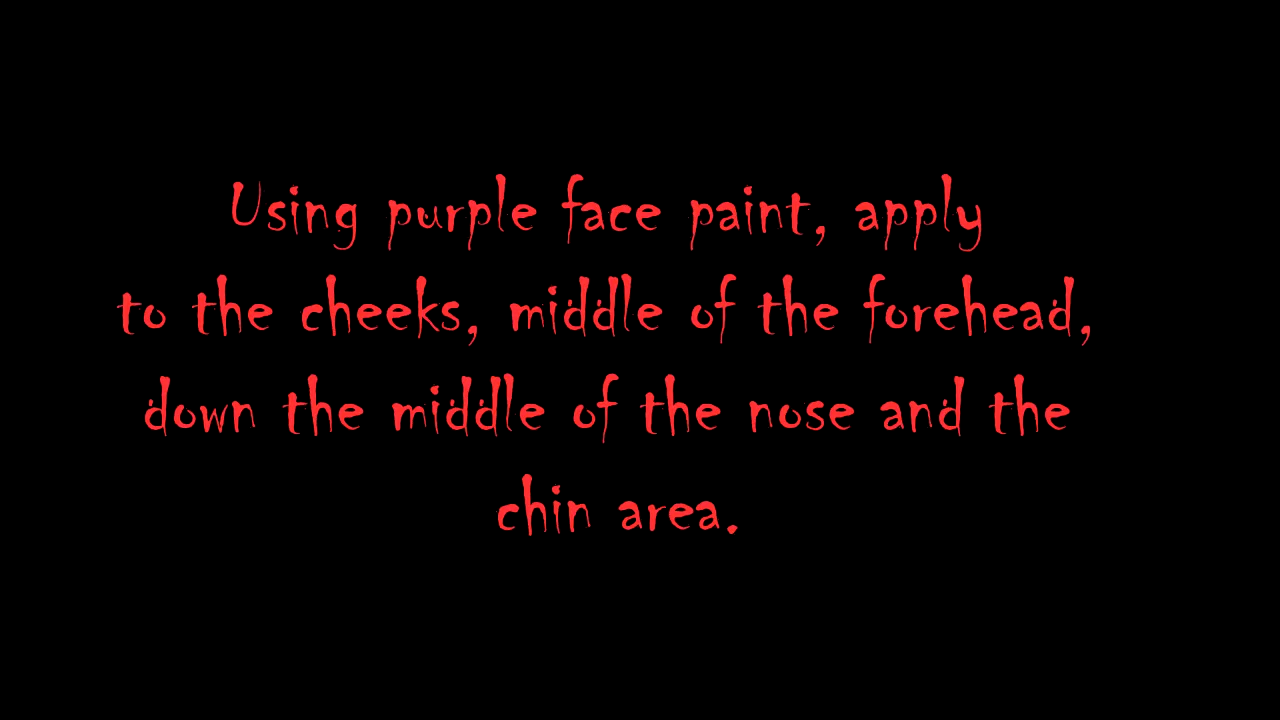 Using purple face paint, apply
to the cheeks, middle of the forehead,
down the middle of the nose and the
chin area.